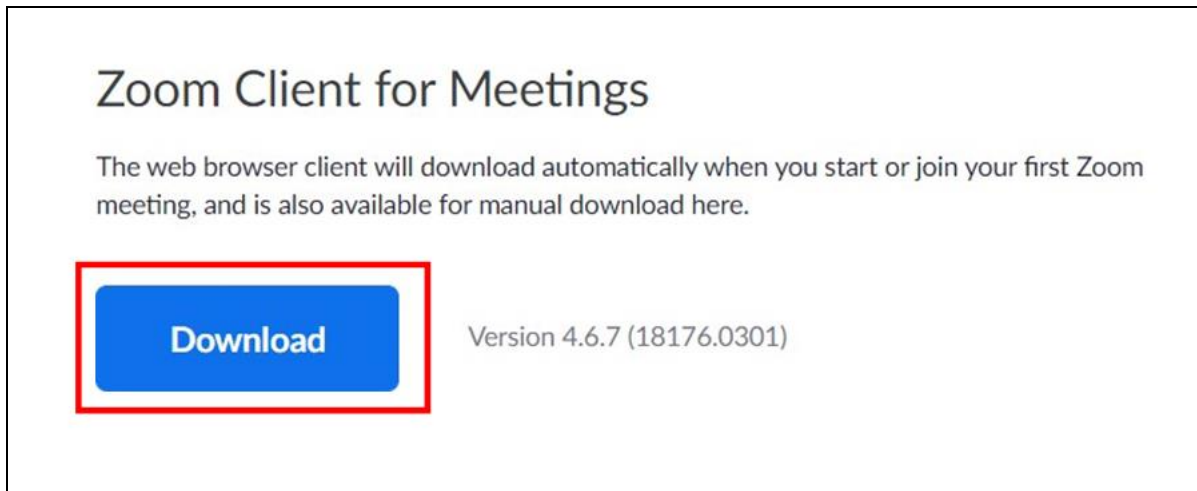 Zoom Client for Meetings
The web browser client will download automatically when you start or join your first Zoom
meeting, and is also available for manual download here.
Download
Version 4.6.7 (18176.0301)